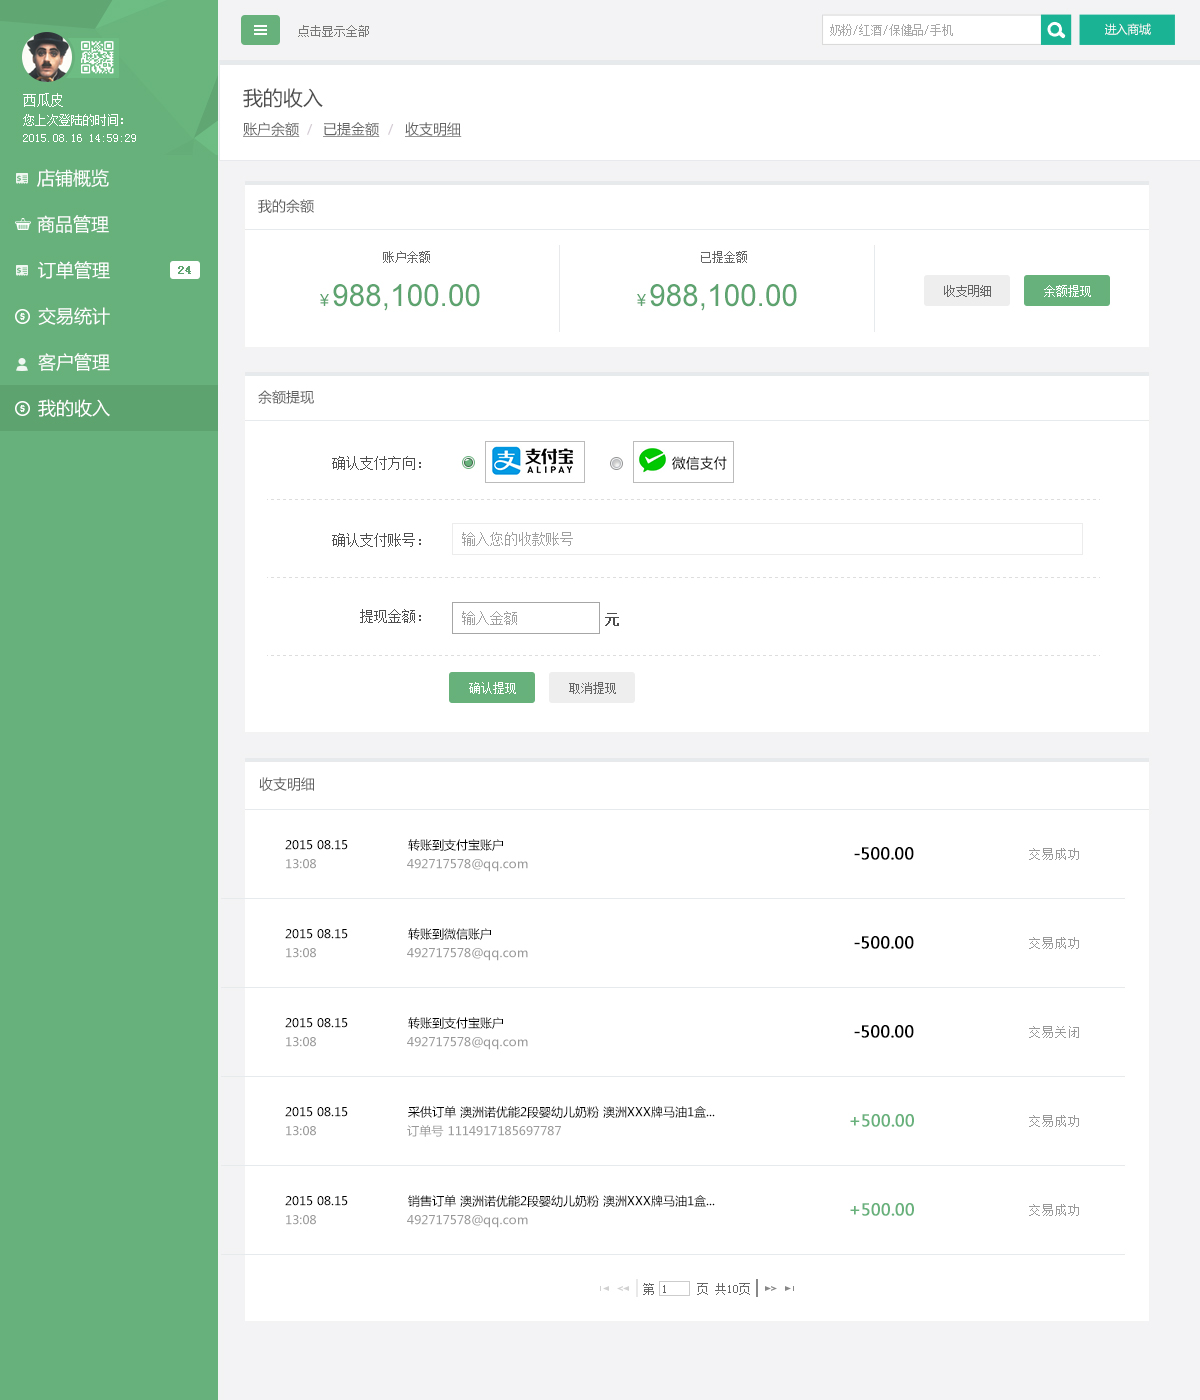 点击显示全部
奶粉/红酒/保健品/手机
进入商城
西瓜皮
您上次登陆的时间：
2015.08.16 14:59:29
店铺概览
商品管理
订单管理
24
交易统计
客户管理
我的收入
我的收入
账户余额 / 已提金额 / 收支明细
我的余额
账户余额
¥988,100.00
已提金额
¥988,100.00
收支明细
余额提现
余额提现
确认支付方向：
支付宝
ALIPAY
微信支付
确认支付账号：
输入您的收款账号
提现金额：
输入金额
元
确认提现
取消提现
收支明细
2015 08.15
13:08
转账到支付宝账户
492717578@qq.com
-500.00
交易成功
2015 08.15
13:08
转账到微信账户
492717578@qq.com
-500.00
交易成功
2015 08.15
13:08
转账到支付宝账户
492717578@qq.com
-500.00
交易关闭
2015 08.15
13:08
采供订单 澳洲诺优能2段婴幼儿奶粉 澳洲XXX牌马油1盒...
订单号 1114917185697787
+500.00
交易成功
2015 08.15
13:08
销售订单 澳洲诺优能2段婴幼儿奶粉 澳洲XXX牌马油1盒...
492717578@qq.com
+500.00
交易成功
第 1 页 共10页